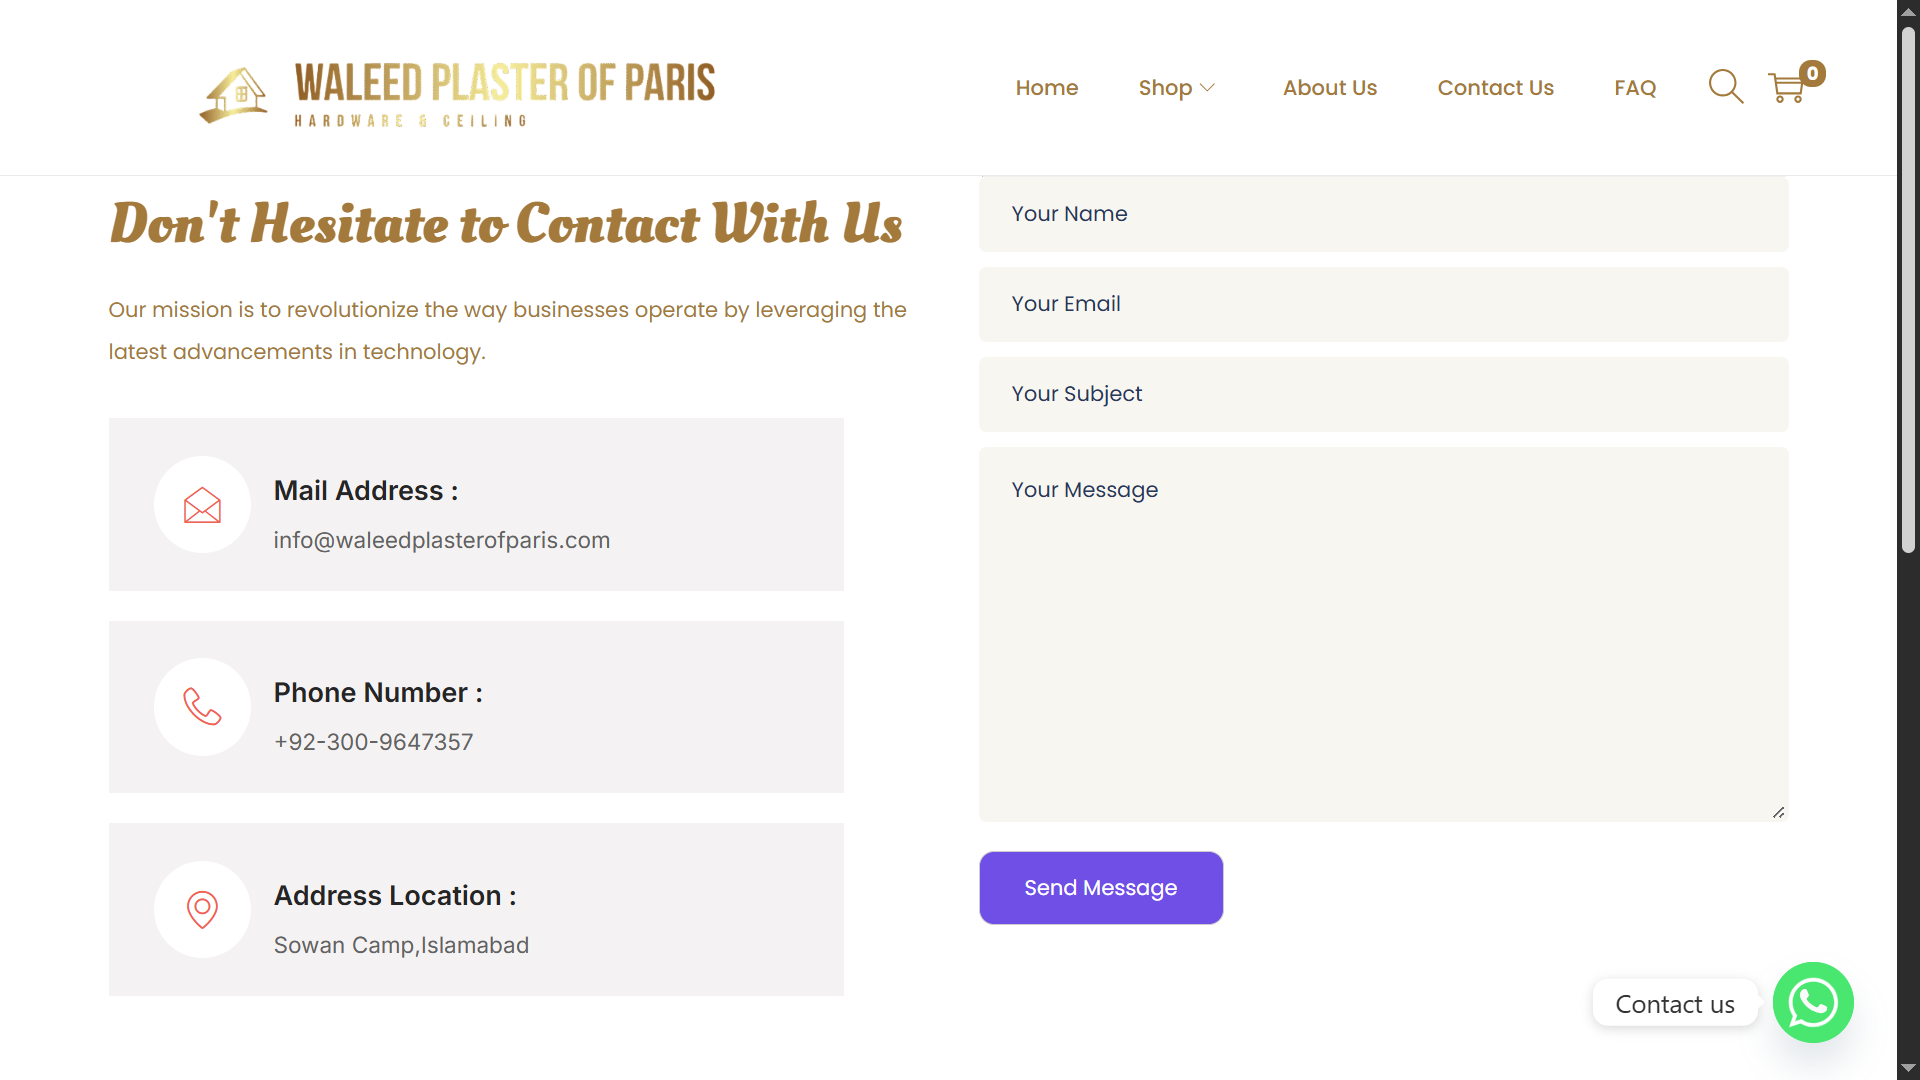 WALEED PLASTER OF PARIS
HARDWARE & CEILING
Home
Shop
About Us
Contact Us
FAQ
0
Don't Hesitate to Contact With Us
Our mission is to revolutionize the way businesses operate by leveraging the
latest advancements in technology.
Mail Address :
info@waleedplasterofparis.com
Phone Number :
+92-300-9647357
Address Location :
Sowan Camp,Islamabad
Your Name
Your Email
Your Subject
Your Message
Send Message
Contact us